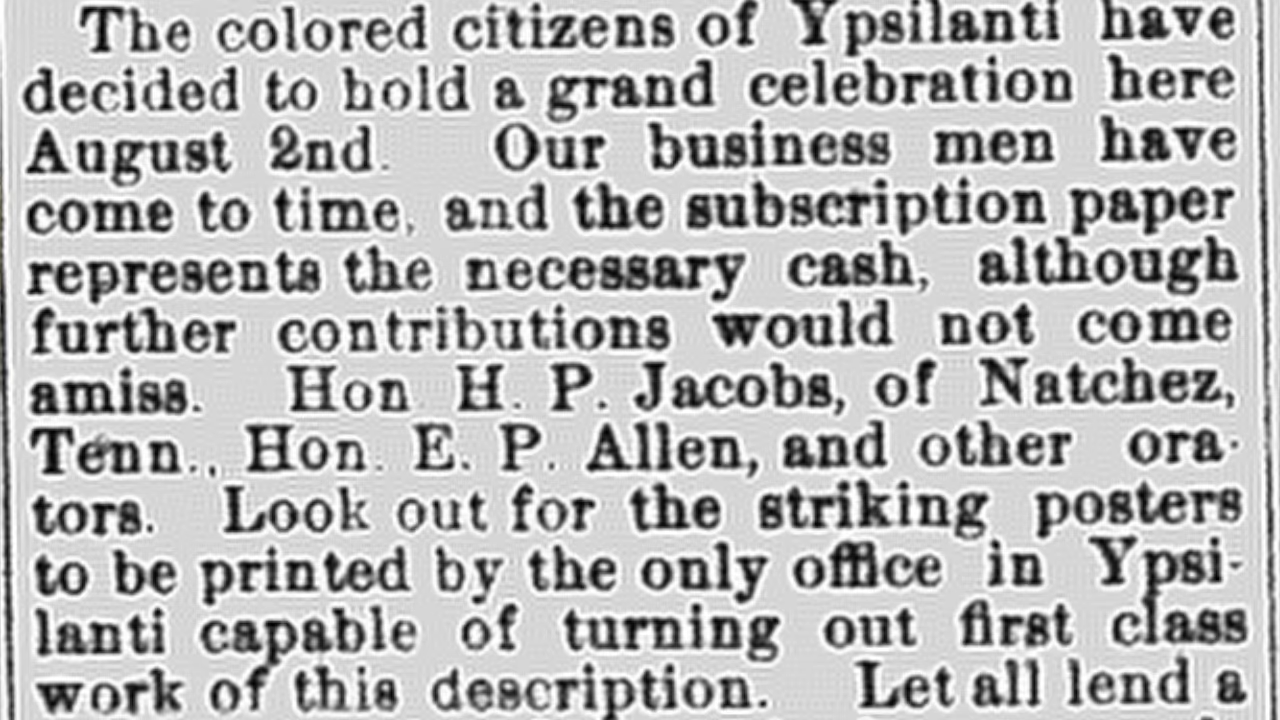 The colored citizens of Ypsilanti have
decided to hold a grand celebration here
August 2nd. Our business men have
come to time, and the subscription paper
represents the necessary cash, although
further contributions would not come
amiss. Hon H. P. Jacobs, of Natchez,
Tenn., Hon. E. P. Allen, and other ora-
tors. Look out for the striking posters
to be printed by the only office in Ypsi-
lanti capable of turning out first class
work of this description. Let all lend a